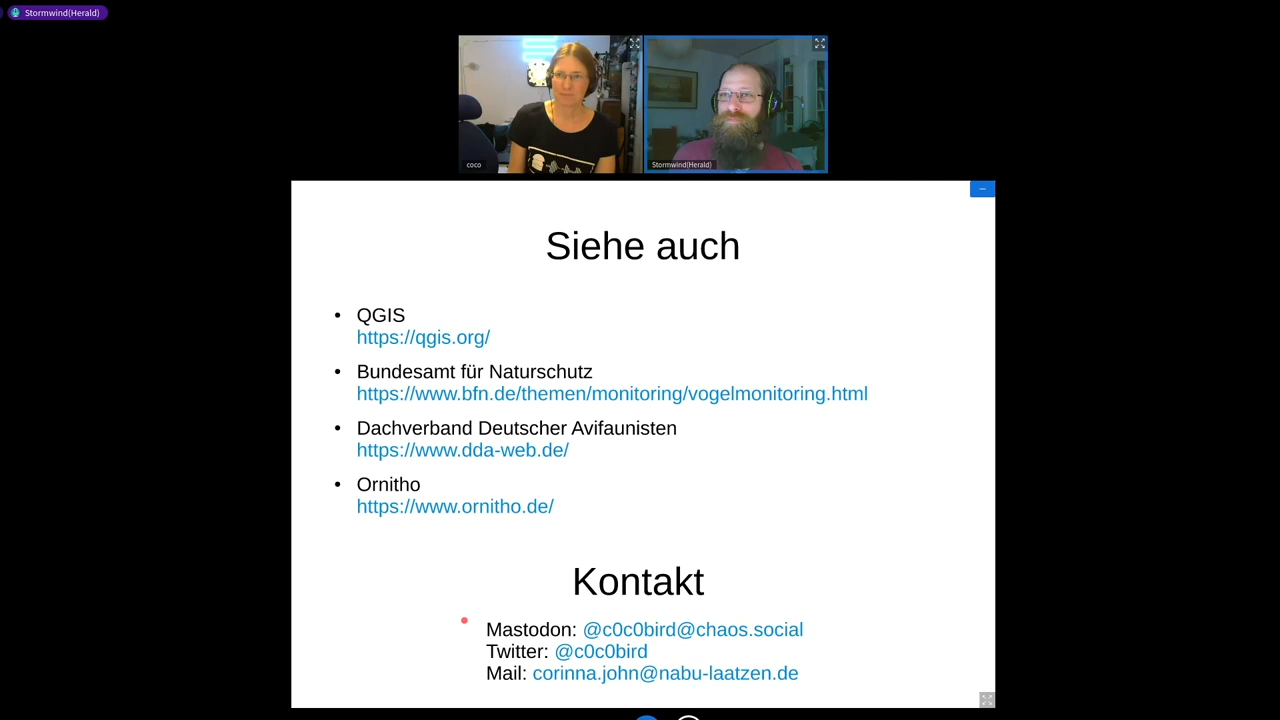 Stormwind(Herald)
coco
Stormwind(Herald)
Siehe auch
• QGIS
https://qgis.org/
• Bundesamt für Naturschutz
https://www.bfn.de/themen/monitoring/vogelmonitoring.html
• Dachverband Deutscher Avifaunisten
https://www.dda-web.de/
• Ornitho
https://www.ornitho.de/
Kontakt
Mastodon: @c0c0bird@chaos.social
Twitter: @c0c0bird
Mail: corinna.john@nabu-laatzen.de